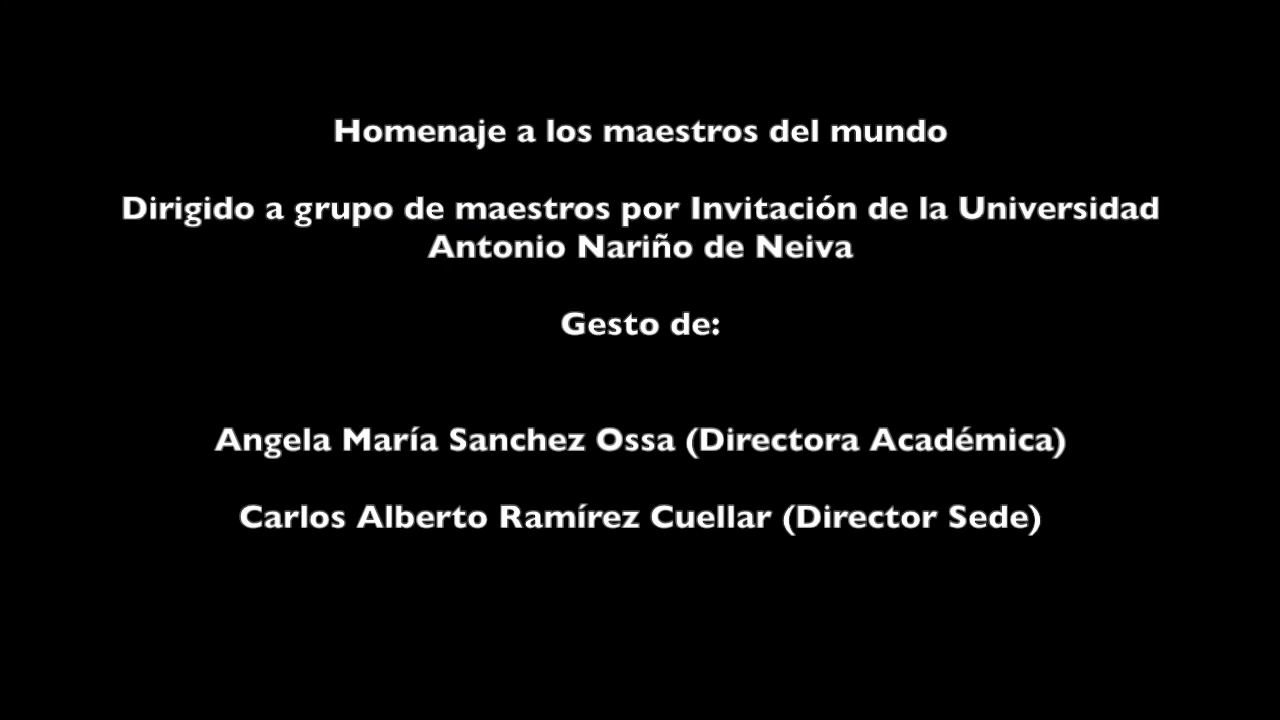 Homenaje a los maestros del mundo
Dirigido a grupo de maestros por Invitación de la Universidad
Antonio Nariño de Neiva
Gesto de:
Angela María Sanchez Ossa (Directora Académica)
Carlos Alberto Ramírez Cuellar (Director Sede)